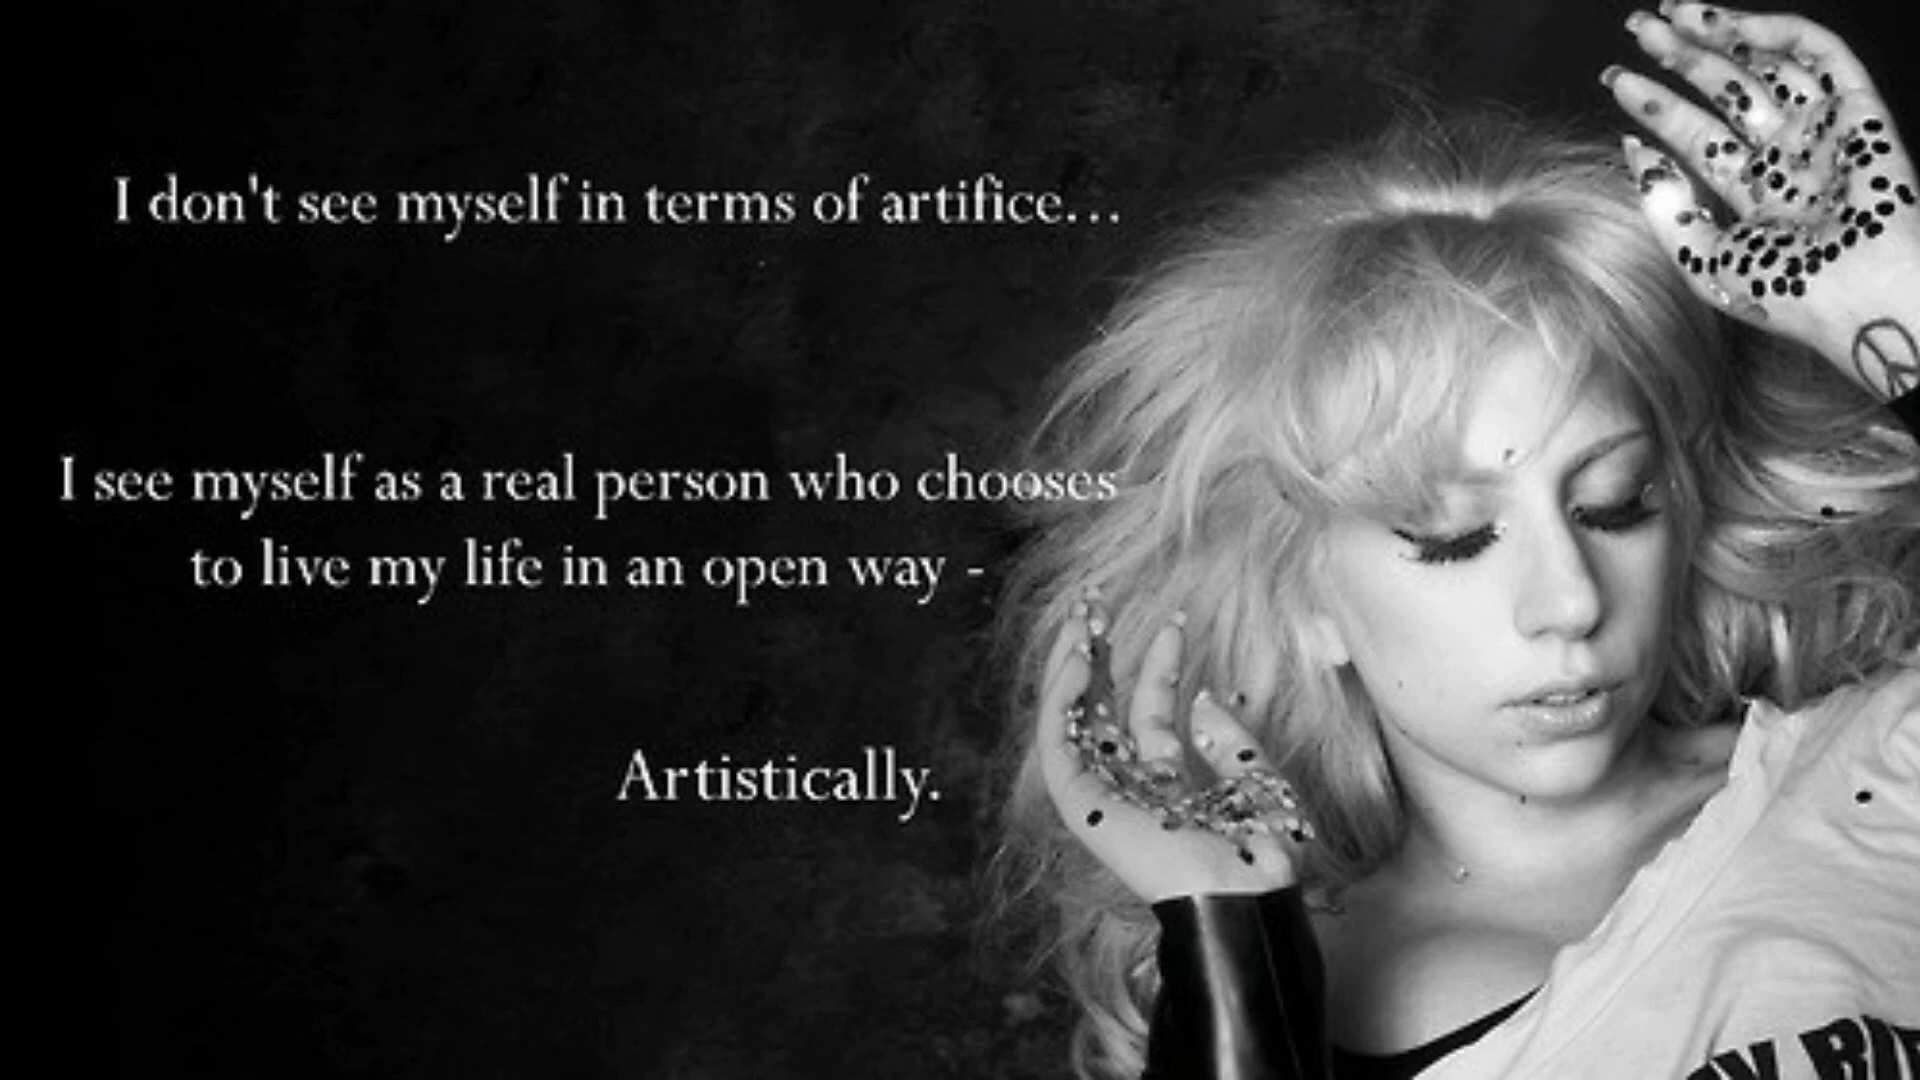 I don't see myself in terms of artifice...
I see myself as a real person who chooses
to live my life in an open way -
Artistically.